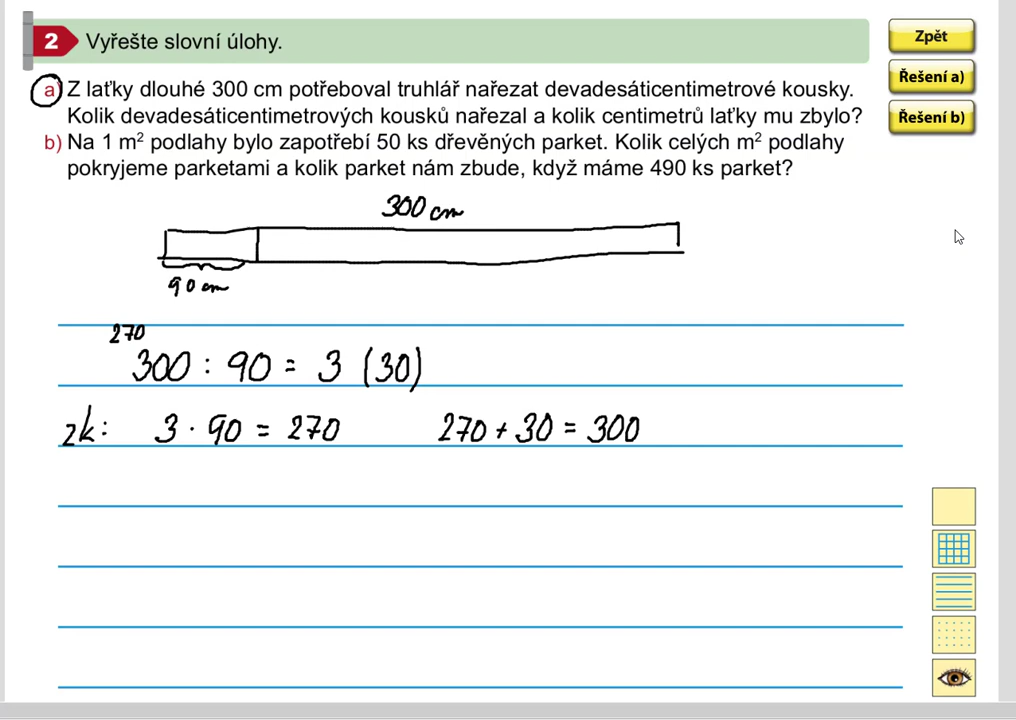 2 Vyřešte slovní úlohy.
Zpět
Řešení a)
Řešení b)
a) Z laťky dlouhé 300 cm potřeboval truhlář nařezat devadesáticentimetrové kousky.
Kolik devadesáticentimetrových kousků nařezal a kolik centimetrů laťky mu zbylo?
b) Na 1 m² podlahy bylo zapotřebí 50 ks dřevěných parket. Kolik celých m² podlahy
pokryjeme parketami a kolik parket nám zbude, když máme 490 ks parket?
300 cm
90 cm
270
300 : 90 = 3 (30)
zk: 3 · 90 = 270 270 + 30 = 300